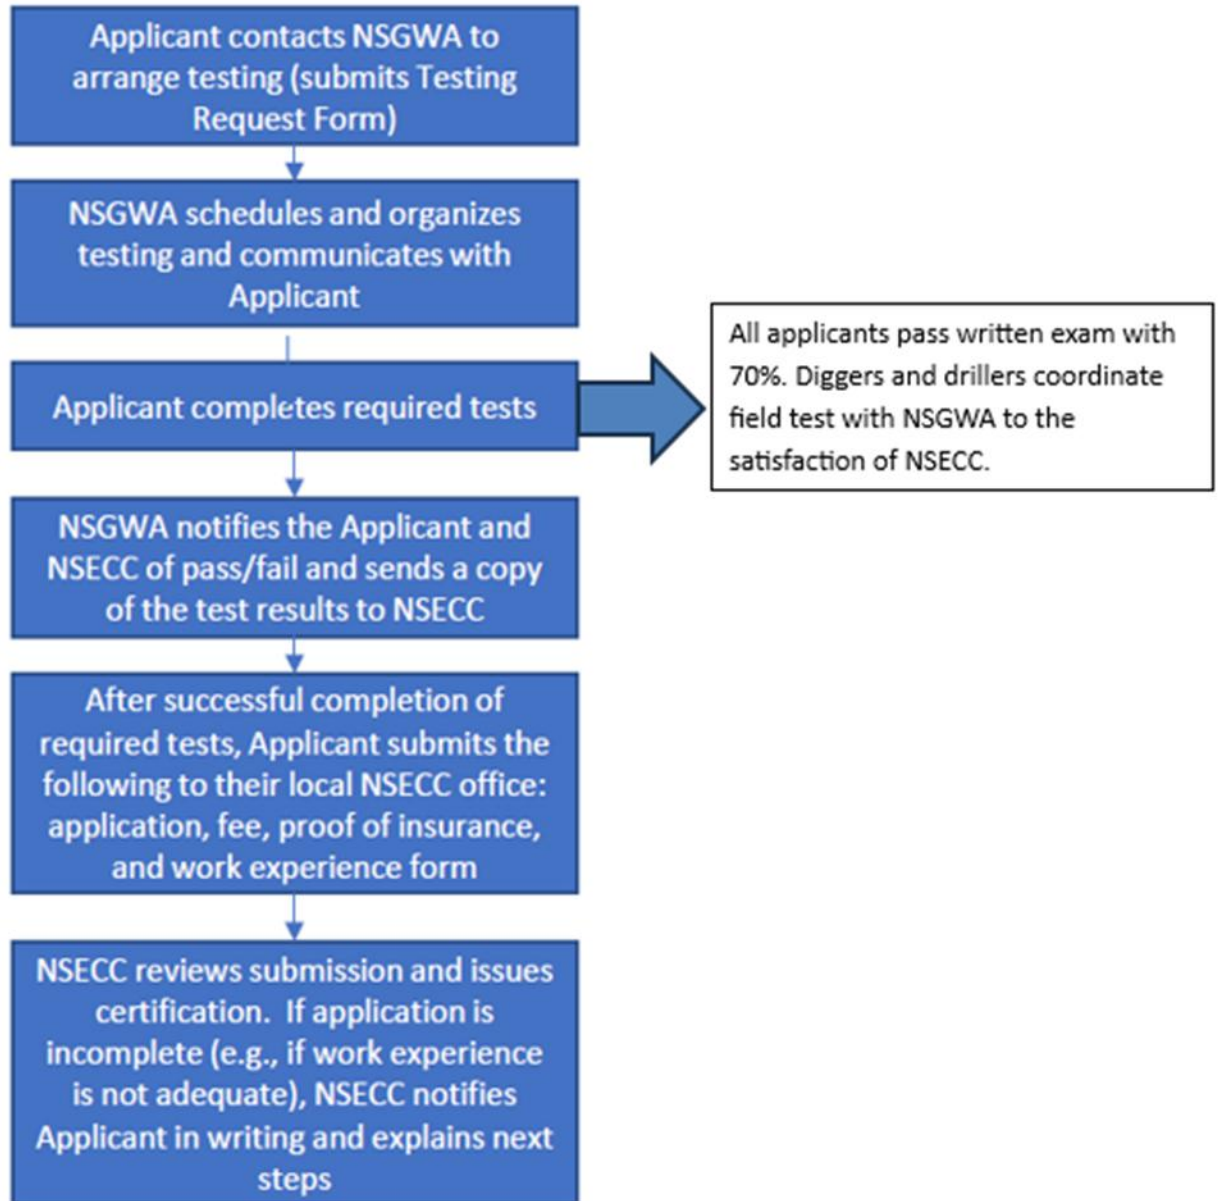 Applicant contacts NSGWA to
arrange testing (submits Testing
Request Form)
NSGWA schedules and organizes
testing and communicates with
Applicant
Applicant completes required tests
All applicants pass written exam with
70%. Diggers and drillers coordinate
field test with NSGWA to the
satisfaction of NSECC.
NSGWA notifies the Applicant and
NSECC of pass/fail and sends a copy
of the test results to NSECC
After successful completion of
required tests, Applicant submits the
following to their local NSECC office:
application, fee, proof of insurance,
and work experience form
NSECC reviews submission and issues
certification.  If application is
incomplete (e.g., if work experience
is not adequate), NSECC notifies
Applicant in writing and explains next
steps